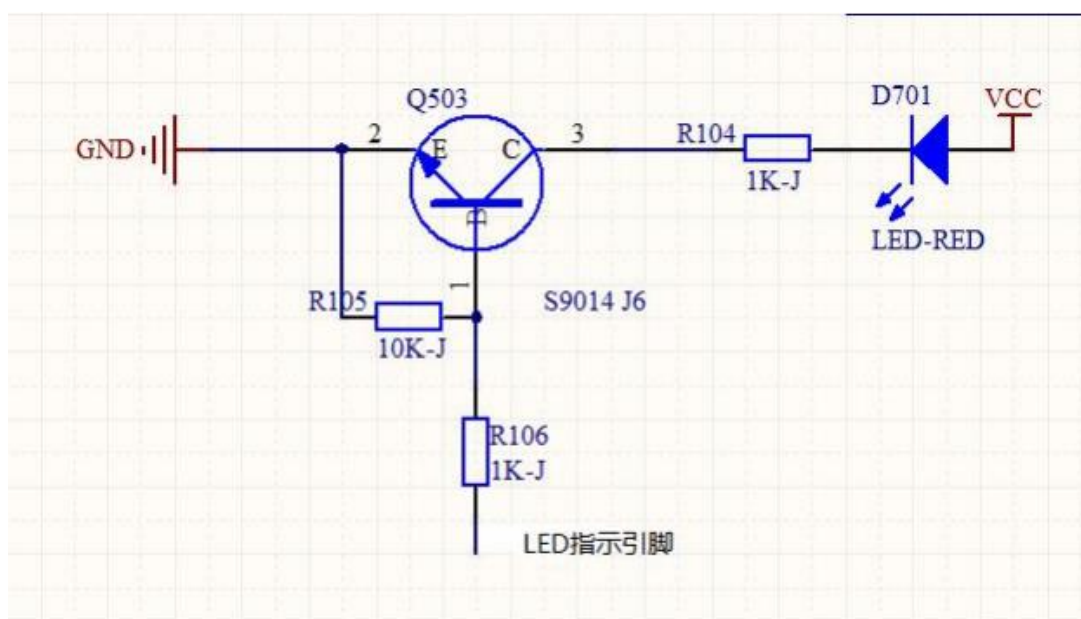 Q503
D701
VCC
GND
2
E
C
3
R104
1K-J
B
LED-RED
1
R105
S9014 J6
10K-J
R106
1K-J
LED指示引脚